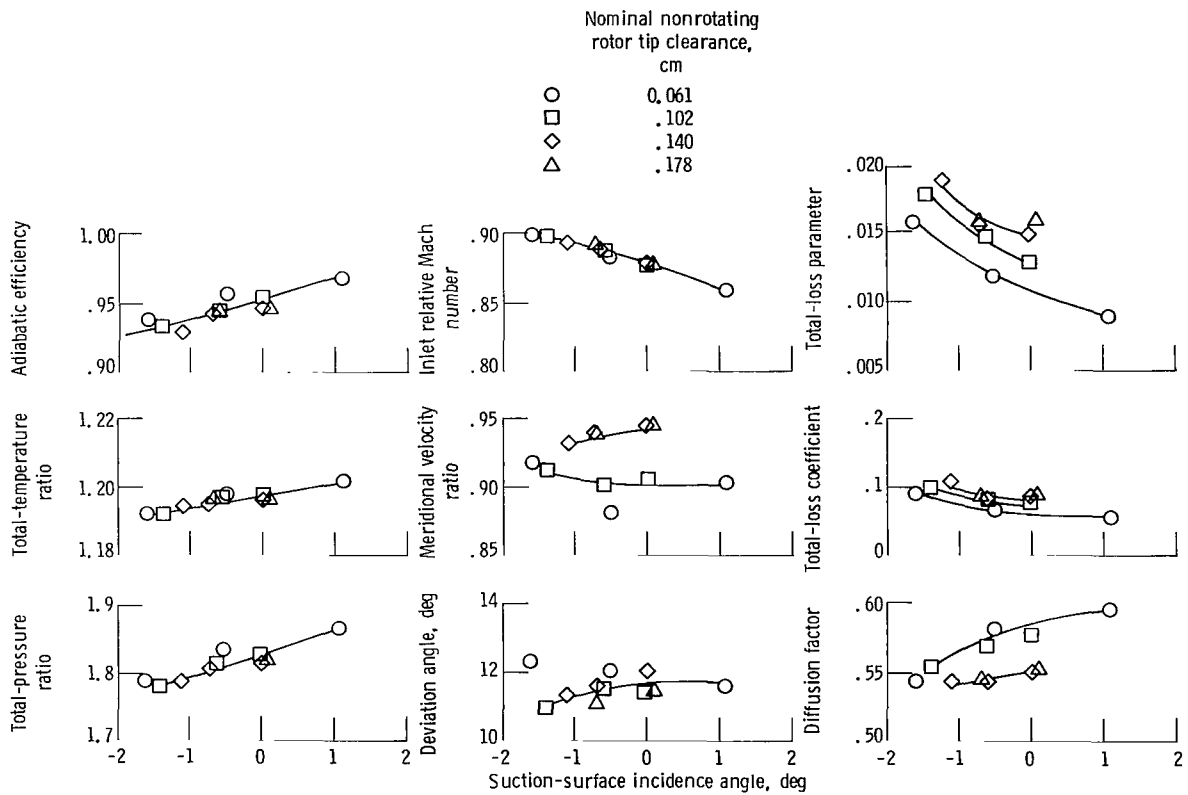 Nominal nonrotating
rotor tip clearance,
cm
0.061
.102
.140
.178
Adiabatic efficiency
1.00
.95
.90
Inlet relative Mach
number
.90
.85
.80
Total-loss parameter
.020
.015
.010
.005
Total-temperature
ratio
1.22
1.20
1.18
Meridional velocity
ratio
.95
.90
.85
Total-loss coefficient
.2
.1
0
Total-pressure
ratio
1.9
1.8
1.7
-2 -1 0 1 2
Deviation angle, deg
14
12
10
-2 -1 0 1 2
Diffusion factor
.60
.55
.50
-2 -1 0 1 2
Suction-surface incidence angle, deg